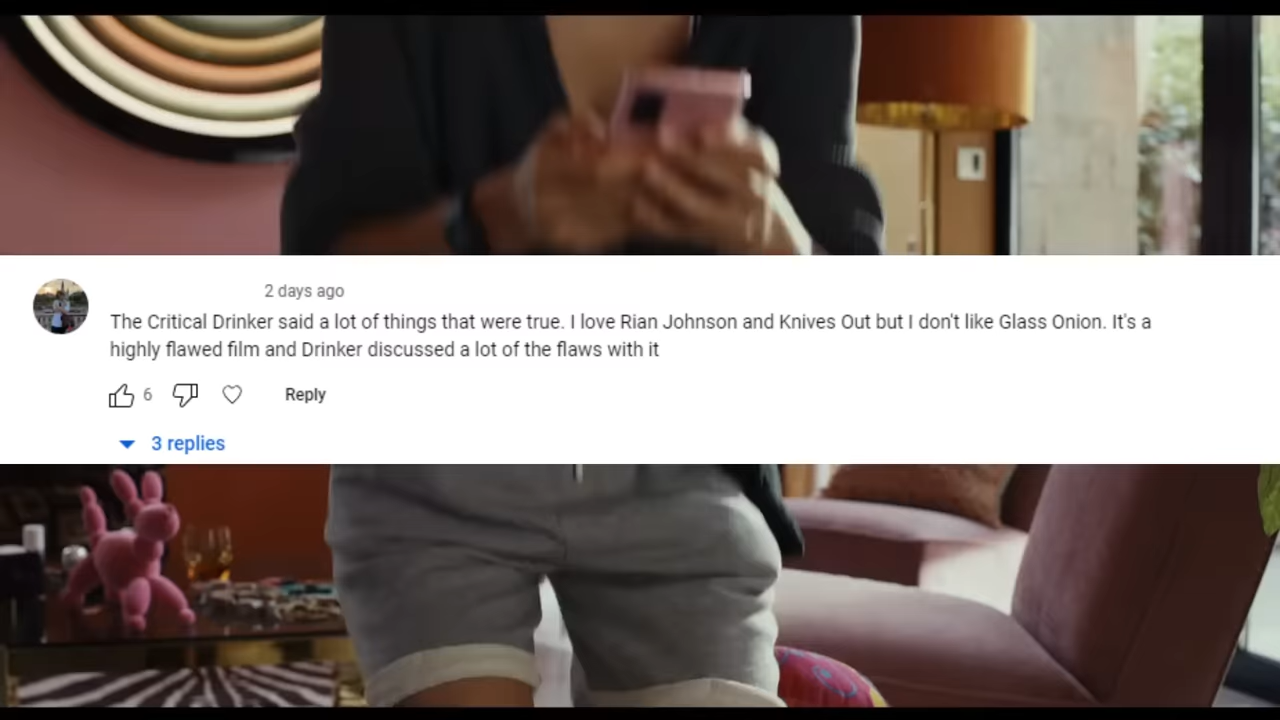 2 days ago
The Critical Drinker said a lot of things that were true. I love Rian Johnson and Knives Out but I don't like Glass Onion. It's a
highly flawed film and Drinker discussed a lot of the flaws with it
6
Reply
3 replies